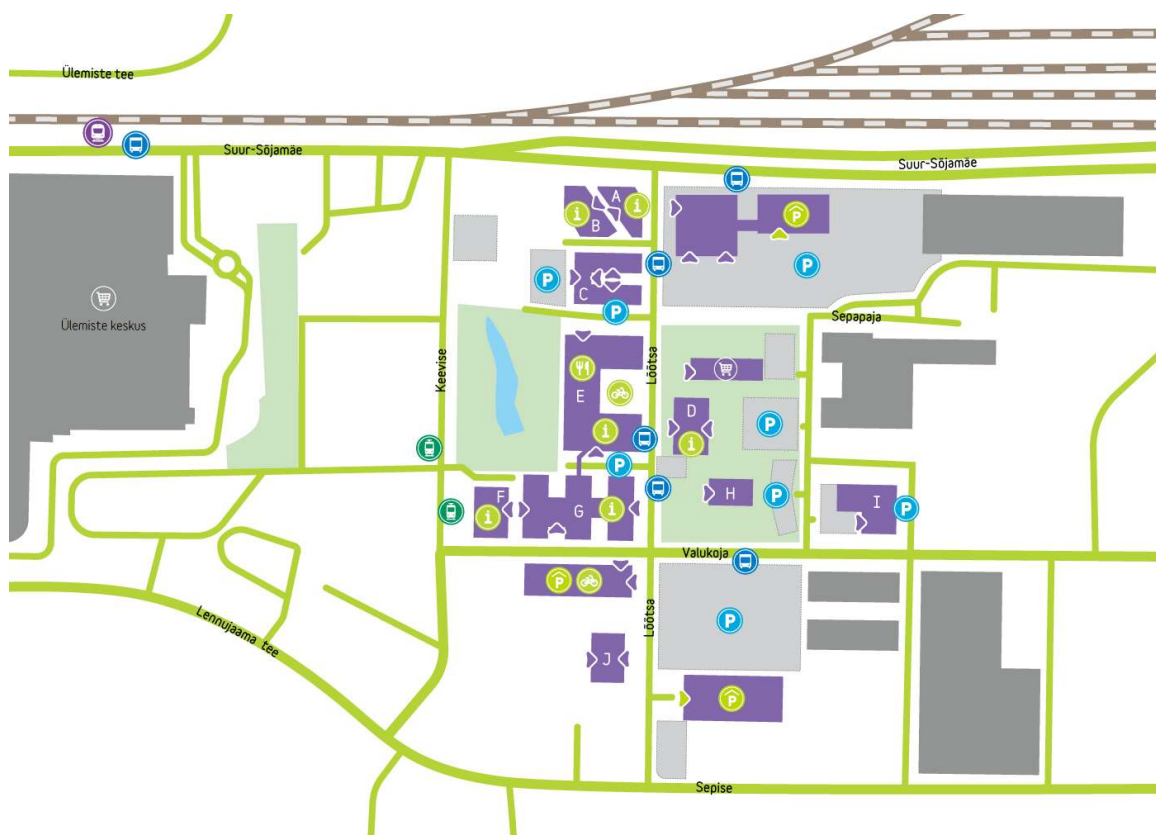 Ülemiste tee
Suur-Sõjamäe
Suur-Sõjamäe
A
i
i
B
P
P
P
C
P
Ülemiste keskus
Sepapaja
Keevise
Lõõtsa
E
D
i
i
P
P
F
i
G
i
H
P
I
P
Valukoja
P
Lõõtsa
P
Lennujaama tee
J
P
Sepise